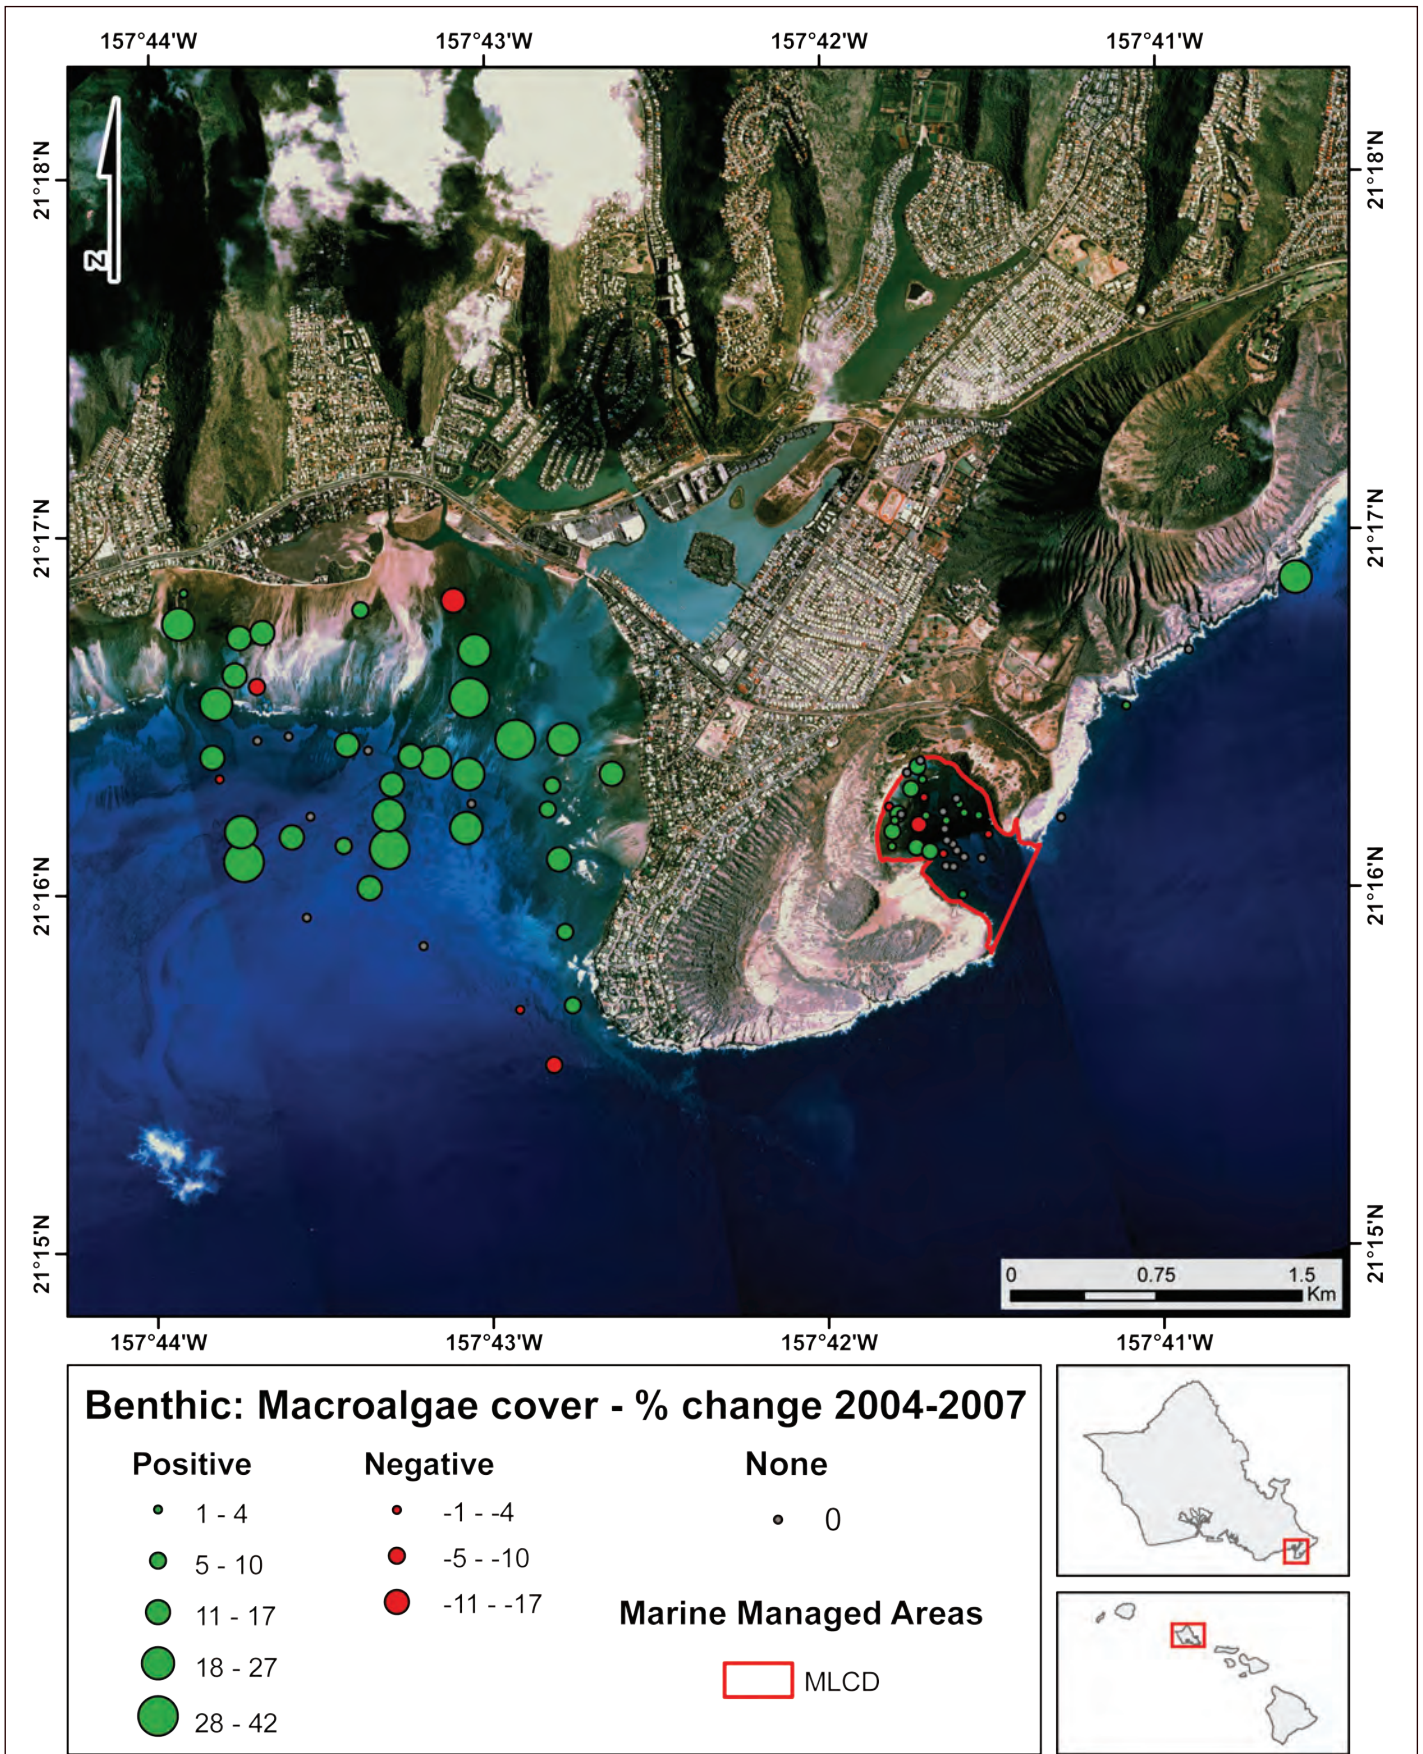 157°44'W 157°43'W 157°42'W 157°41'W
21°18'N 21°18'N
N
21°17'N 21°17'N
21°16'N 21°16'N
21°15'N 21°15'N
0 0.75 1.5
Km
157°44'W 157°43'W 157°42'W 157°41'W
Benthic: Macroalgae cover - % change 2004-2007
Positive Negative None
1 - 4 -1 - -4 0
5 - 10 -5 - -10
11 - 17 -11 - -17
18 - 27
28 - 42
Marine Managed Areas
MLCD